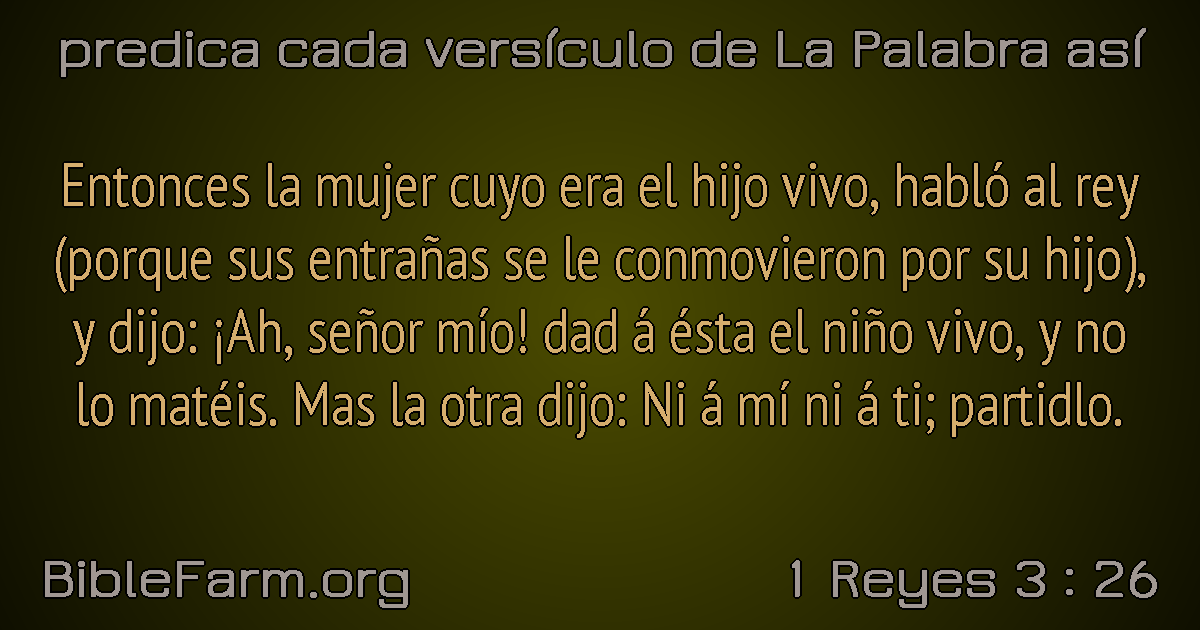 predica cada versículo de La Palabra así
Entonces la mujer cuyo era el hijo vivo, habló al rey
(porque sus entrañas se le conmovieron por su hijo),
y dijo: ¡Ah, señor mío! dad á ésta el niño vivo, y no
lo matéis. Mas la otra dijo: Ni á mí ni á ti; partidlo.
BibleFarm.org
1 Reyes 3 : 26